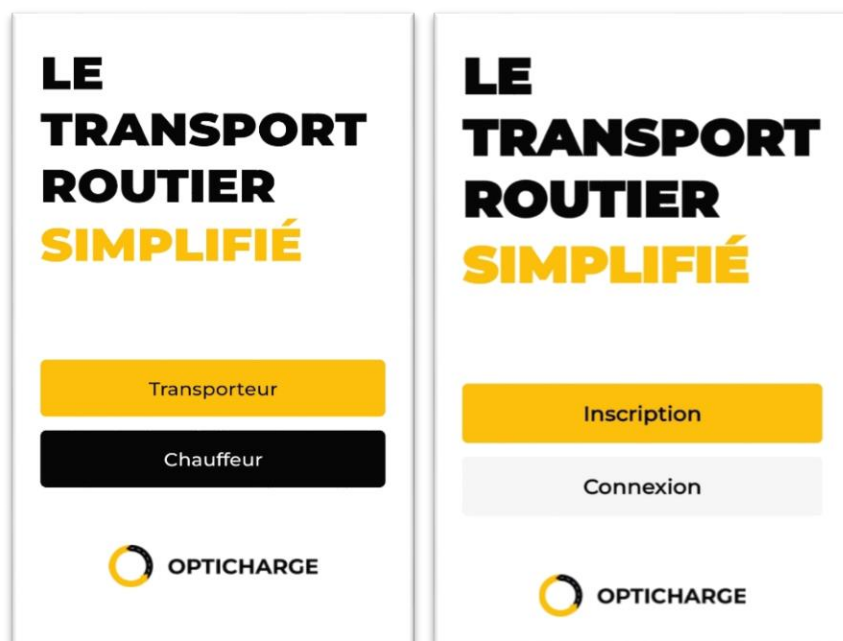 LE
TRANSPORT
ROUTIER
SIMPLIFIÉ
Transporteur
Chauffeur
OPTICHARGE
LE
TRANSPORT
ROUTIER
SIMPLIFIÉ
Inscription
Connexion
OPTICHARGE